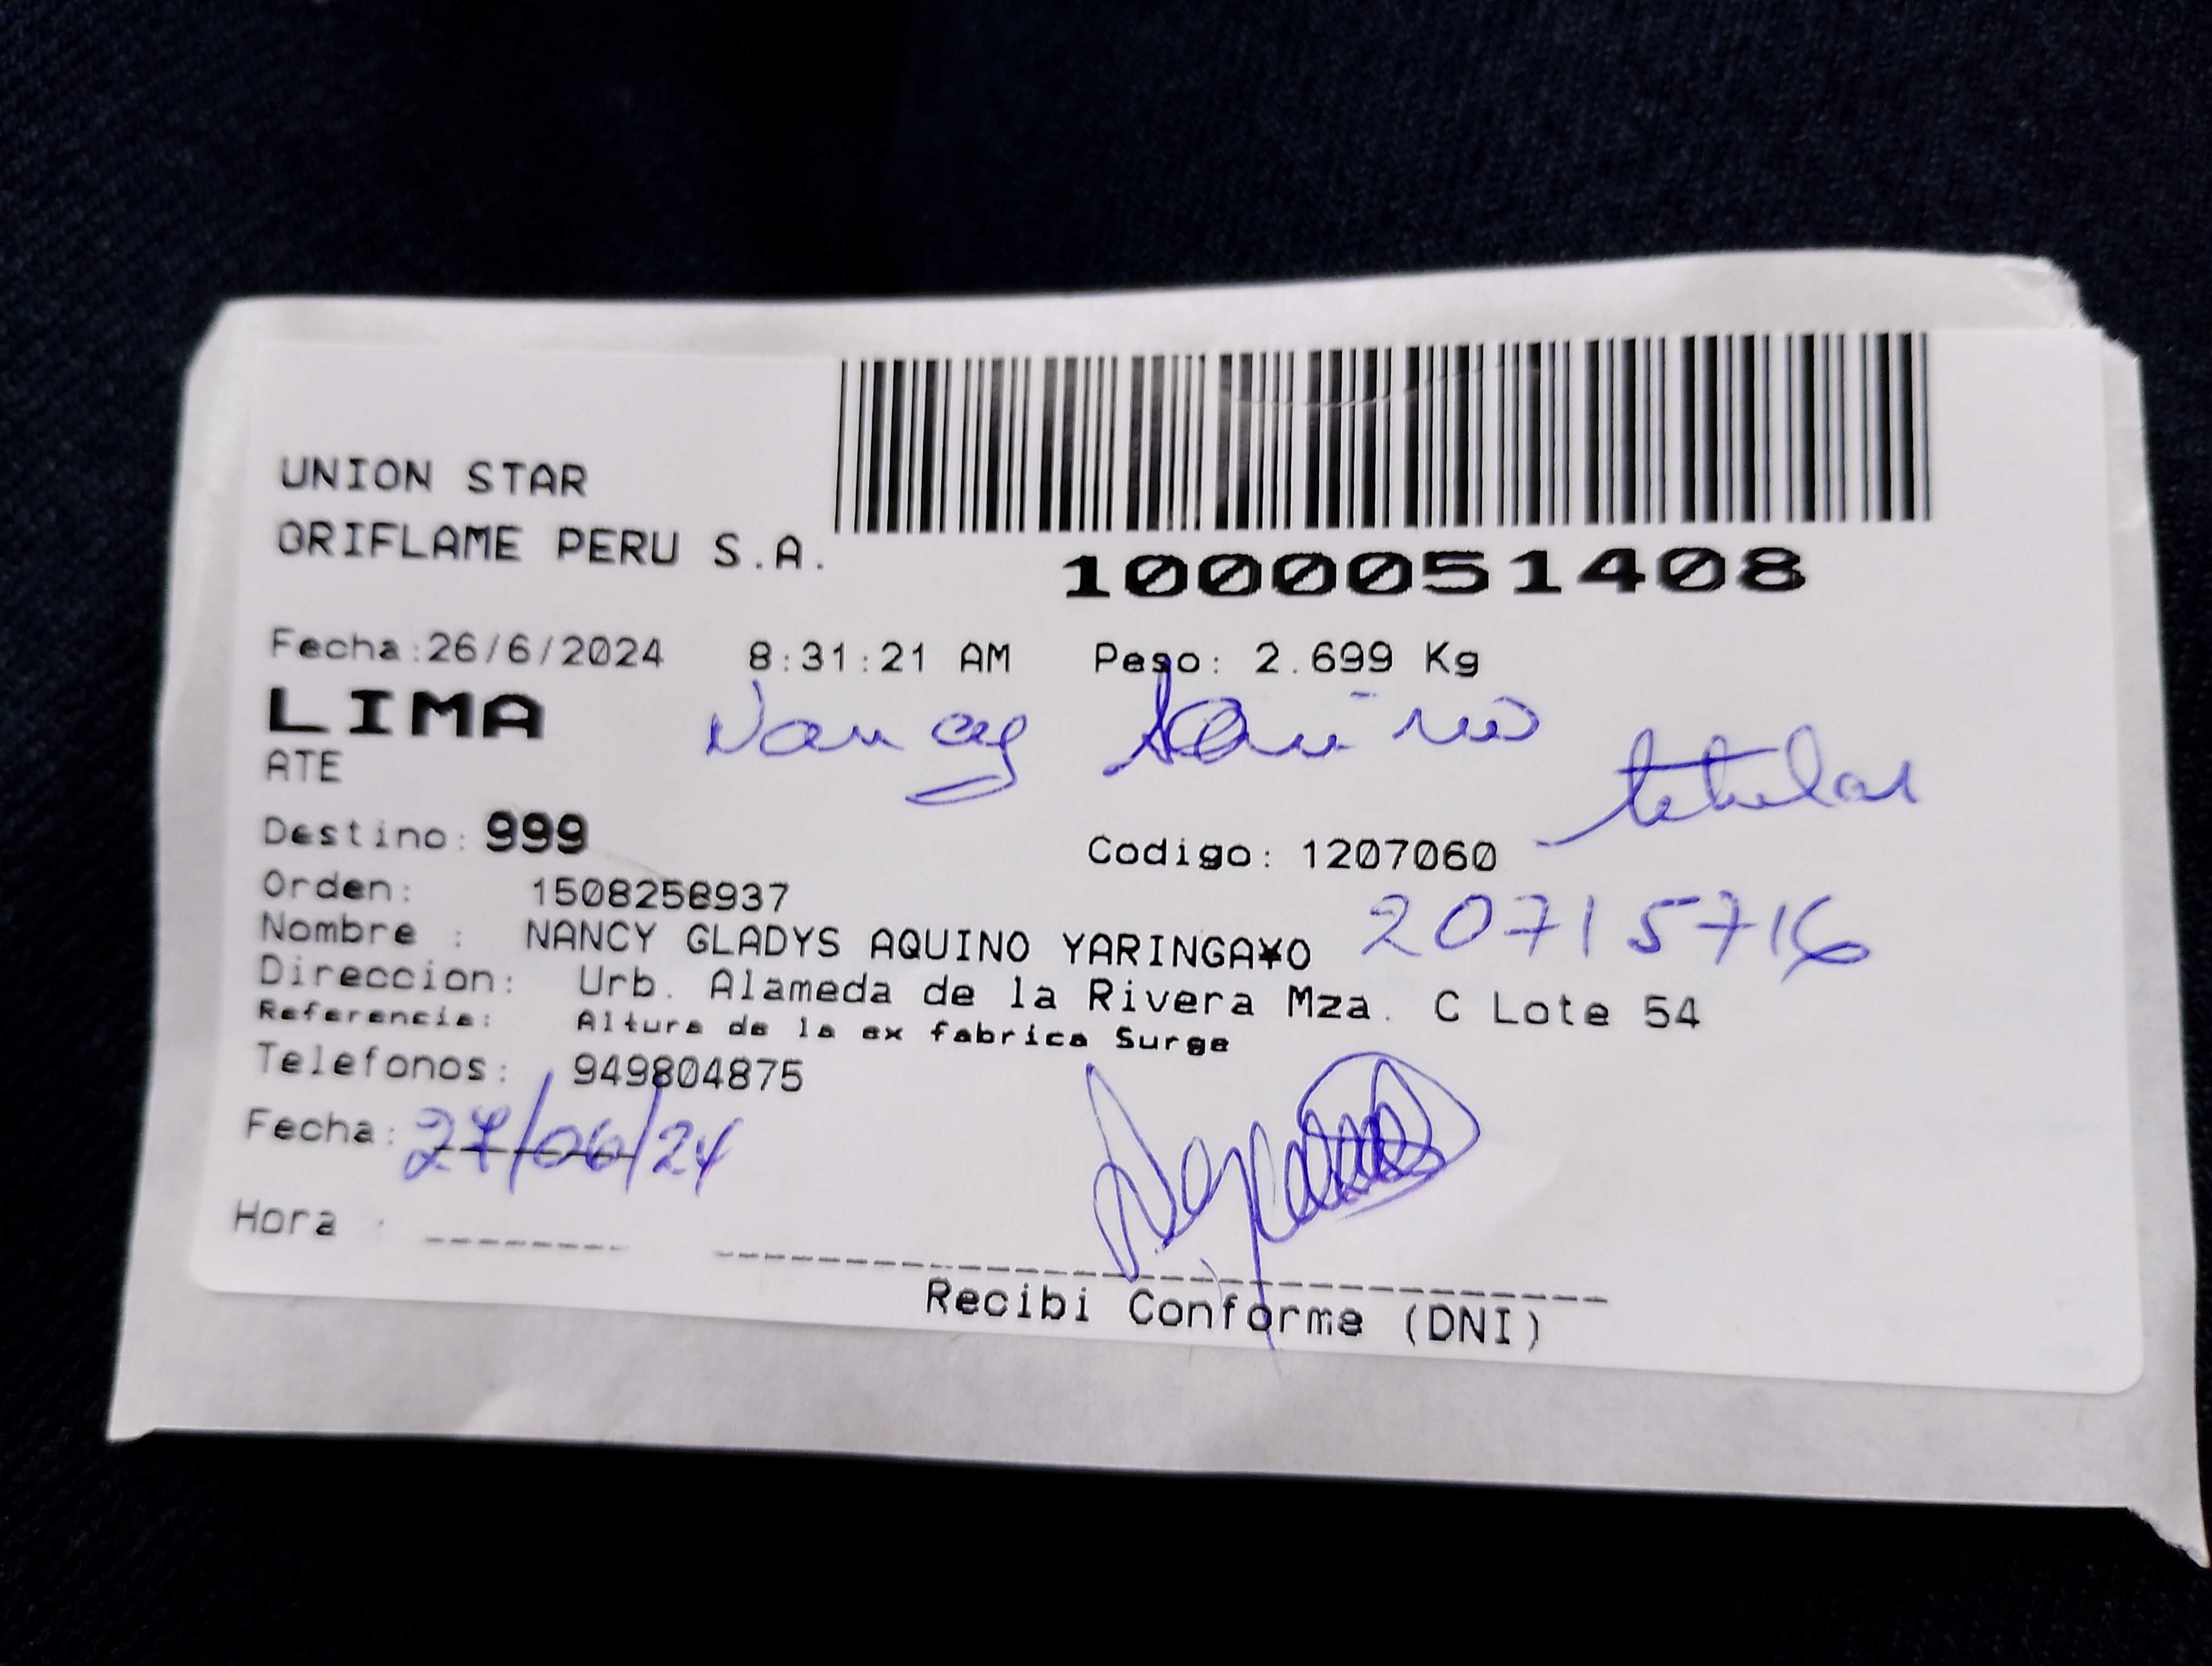 UNION STAR
ORIFLAME PERU S.A.
1000051408
Fecha:26/6/2024 8:31:21 AM Peso: 2.699 Kg
LIMA
Nancy Aquino
ATE
titular
Destino: 999 Codigo: 1207060
Orden: 1508258937
Nombre : NANCY GLADYS AQUINO YARINGA¥O 20715716
Direccion: Urb. Alameda de la Rivera Mza. C Lote 54
Referencia: Altura de la ex fabrica Surge
Telefonos: 949804875
Fecha: 27/06/24
Hora :
Recibi Conforme (DNI)